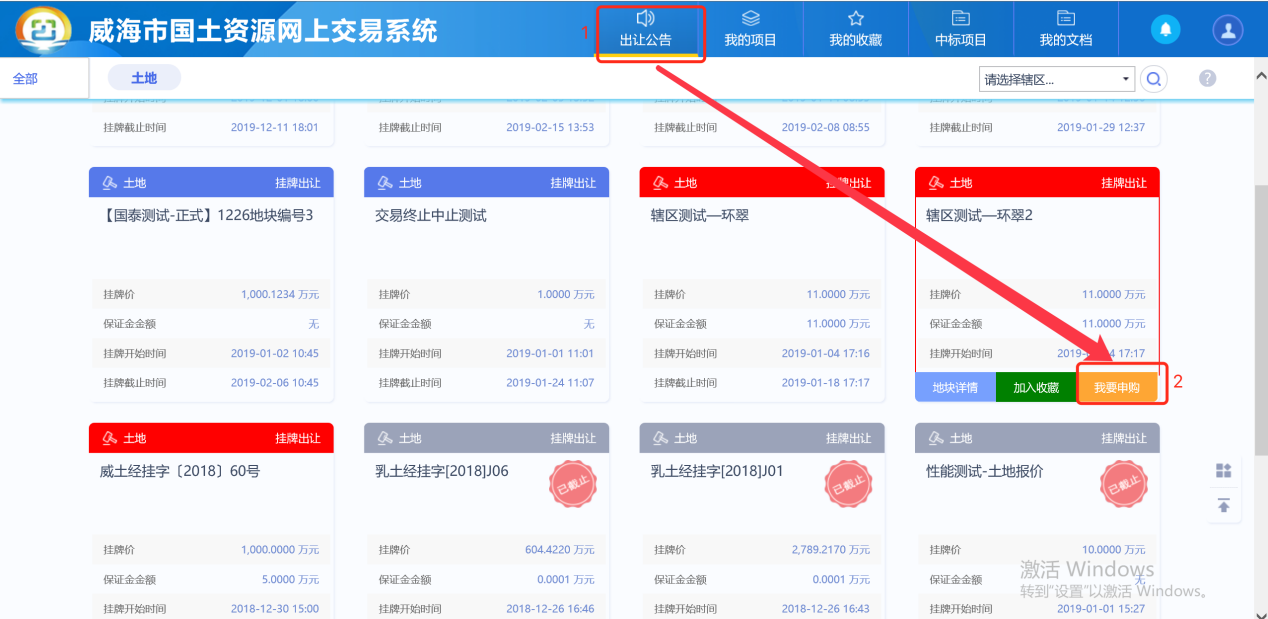 威海市国土资源网上交易系统
1
出让公告
我的项目
我的收藏
中标项目
我的文档
全部
土地
请选择辖区...
?
挂牌截止时间 2019-12-11 18:01
挂牌截止时间 2019-02-15 13:53
挂牌截止时间 2019-02-08 08:55
挂牌截止时间 2019-01-29 12:37
土地 挂牌出让
【国泰测试-正式】1226地块编号3
挂牌价 1,000.1234 万元
保证金金额 无
挂牌开始时间 2019-01-02 10:45
挂牌截止时间 2019-02-06 10:45
土地 挂牌出让
交易终止中止测试
挂牌价 1.0000 万元
保证金金额 无
挂牌开始时间 2019-01-01 11:01
挂牌截止时间 2019-01-24 11:07
土地 挂牌出让
辖区测试—环翠
挂牌价 11.0000 万元
保证金金额 11.0000 万元
挂牌开始时间 2019-01-04 17:16
挂牌截止时间 2019-01-18 17:17
土地 挂牌出让
辖区测试—环翠2
挂牌价 11.0000 万元
保证金金额 11.0000 万元
挂牌开始时间 2019- 4 17:17
地块详情 加入收藏 我要申购
2
土地 挂牌出让
威土经挂字〔2018〕60号
挂牌价 1,000.0000 万元
保证金金额 5.0000 万元
挂牌开始时间 2018-12-30 15:00
土地 挂牌出让
乳土经挂字[2018]J06
已截止
挂牌价 604.4220 万元
保证金金额 0.0001 万元
挂牌开始时间 2018-12-26 16:46
土地 挂牌出让
乳土经挂字[2018]J01
已截止
挂牌价 2,789.2170 万元
保证金金额 0.0001 万元
挂牌开始时间 2018-12-26 16:43
土地 挂牌出让
性能测试-土地报价
已截止
挂牌价 10.0000 万元
保证金金额 无
挂牌开始时间 2019-01-01 15:27
激活 Windows
转到"设置"以激活 Windows。